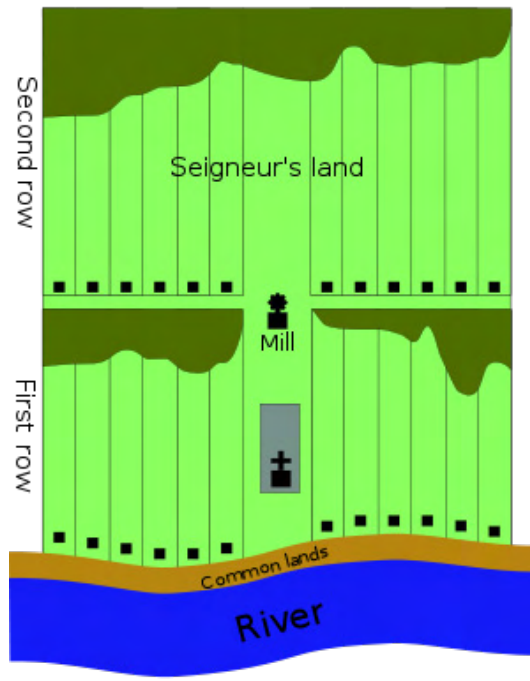 Second row
Seigneur's land
Mill
First row
Common lands
River